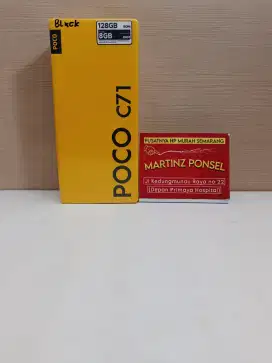 BLACK
POCO
128GB
8GB
POCO C71
PUSATNYA HP MURAH SEMARANG
MARTINZ PONSEL
Jl Kedungmundu Raya no 22
(Depan Primaya Hospital)